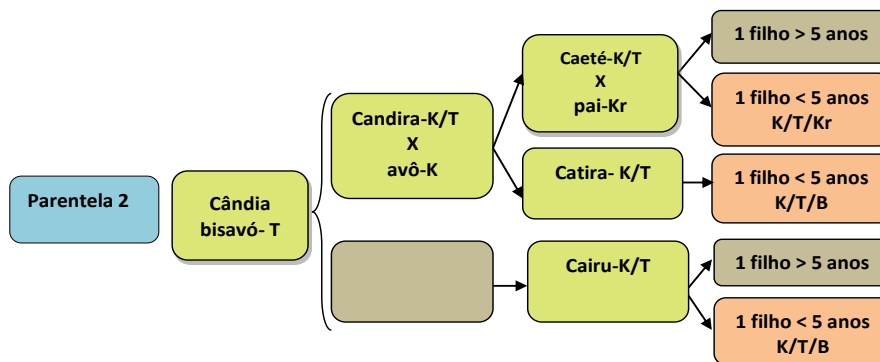 Parentela 2
Cândia
bisavó- T
Candira-K/T
X
avô-K
Caeté-K/T
X
pai-Kr
1 filho > 5 anos
1 filho < 5 anos
K/T/Kr
Catira- K/T
1 filho < 5 anos
K/T/B
Cairu-K/T
1 filho > 5 anos
1 filho < 5 anos
K/T/B